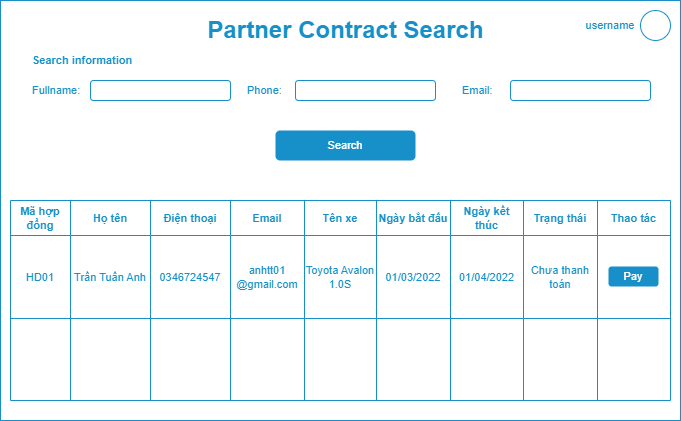 Partner Contract Search
username
Search information
Fullname:
Phone:
Email:
Search
Mã hợp
đồng
Họ tên
Điện thoại
Email
Tên xe
Ngày bắt đầu
Ngày kết
thúc
Trạng thái
Thao tác
HD01
Trần Tuấn Anh
0346724547
anhtt01
@gmail.com
Toyota Avalon
1.0S
01/03/2022
01/04/2022
Chưa thanh
toán
Pay